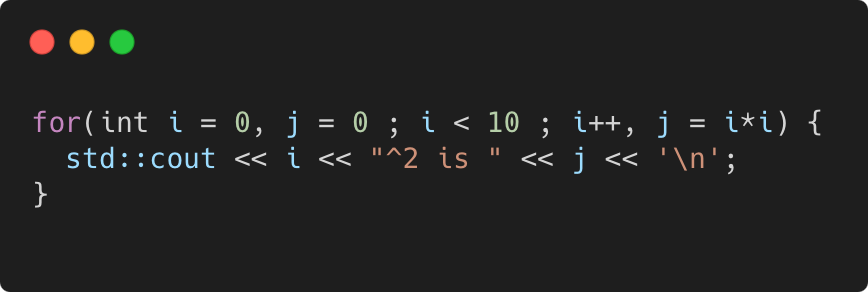 for(int i = 0, j = 0 ; i < 10 ; i++, j = i*i) {
  std::cout << i << "^2 is " << j << '\n';
}